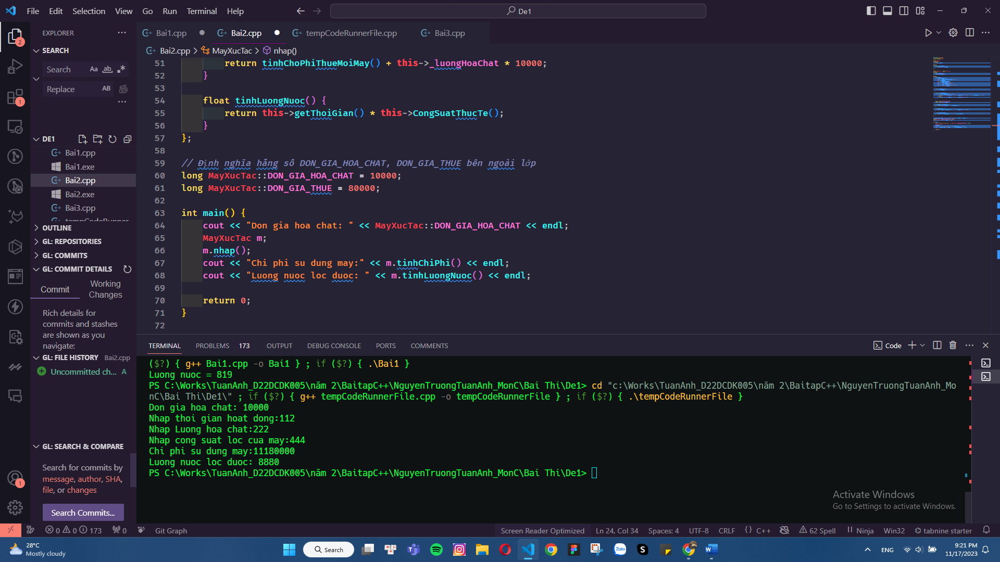 File Edit Selection View Go Run Terminal Help
De1
EXPLORER
SEARCH
Search Aa ab
Replace AB
DE1
Bai1.cpp
Bai1.exe
Bai2.cpp
Bai2.exe
Bai3.cpp
OUTLINE
GL: REPOSITORIES
GL: COMMITS
GL: COMMIT DETAILS
Commit
Working
Changes
Rich details for
commits and stashes
are shown as you
navigate:
GL: FILE HISTORY Bai2.cpp
Uncommitted ch... A
GL: SEARCH & COMPARE
Search for commits by
message, author, SHA,
file, or changes
Search Commits...
2
1
1
Bai1.cpp
Bai2.cpp
tempCodeRunnerFile.cpp
Bai3.cpp
Bai2.cpp > MayXucTac > nhap()
51 return tinhChoPhiThueMoiMay() + this->_luongHoaChat * 10000;
52 }
53
54 float tinhLuongNuoc() {
55 return this->getThoiGian() * this->CongSuatThucTe();
56 }
57 };
58
59 // Định nghĩa hằng số DON_GIA_HOA_CHAT, DON_GIA_THUE bên ngoài lớp
60 long MayXucTac::DON_GIA_HOA_CHAT = 10000;
61 long MayXucTac::DON_GIA_THUE = 80000;
62
63 int main() {
64 cout << "Don gia hoa chat: " << MayXucTac::DON_GIA_HOA_CHAT << endl;
65 MayXucTac m;
66 m.nhap();
67 cout << "Chi phi su dung may:" << m.tinhChiPhi() << endl;
68 cout << "Luong nuoc loc duoc: " << m.tinhLuongNuoc() << endl;
69
70 return 0;
71 }
72
TERMINAL PROBLEMS 173 OUTPUT DEBUG CONSOLE PORTS COMMENTS
Code
($?) { g++ Bai1.cpp -o Bai1 } ; if ($?) { .\Bai1 }
Luong nuoc = 819
PS C:\Works\TuanAnh_D22DCDK005\năm 2\BaitapC++\NguyenTruongTuanAnh_MonC\Bai Thi\De1> cd "c:\Works\TuanAnh_D22DCDK005\năm 2\BaitapC++\NguyenTruongTuanAnh_Mo
nC\Bai Thi\De1\" ; if ($?) { g++ tempCodeRunnerFile.cpp -o tempCodeRunnerFile } ; if ($?) { .\tempCodeRunnerFile }
Don gia hoa chat: 10000
Nhap thoi gian hoat dong:112
Nhap Luong hoa chat:222
Nhap cong suat loc cua may:444
Chi phi su dung may:11180000
Luong nuoc loc duoc: 8880
PS C:\Works\TuanAnh_D22DCDK005\năm 2\BaitapC++\NguyenTruongTuanAnh_MonC\Bai Thi\De1>
Activate Windows
Go to Settings to activate Windows.
0 0 173 0 Git Graph
Screen Reader Optimized Ln 24, Col 34 Spaces: 4 UTF-8 CRLF {} C++ 62 Spell Ninja Win32 tabnine starter
28°C
Mostly cloudy
Search
Zalo
S
ENG
9:21 PM
11/17/2023